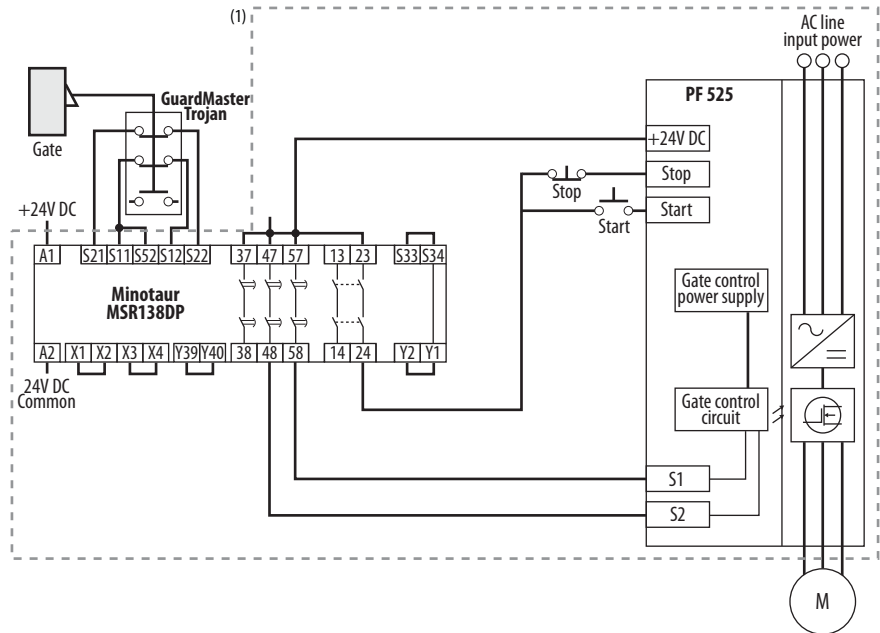 (1)
AC line
input power
GuardMaster
Trojan
PF 525
Gate
+24V DC
Stop
Stop
Start
Start
+24V DC
A1 S21 S11 S52 S12 S22 37 47 57 13 23 S33 S34
Minotaur
MSR138DP
Gate control
power supply
A2 X1 X2 X3 X4 Y39 Y40 38 48 58 14 24 Y2 Y1
24V DC
Common
Gate control
circuit
S1
S2
M